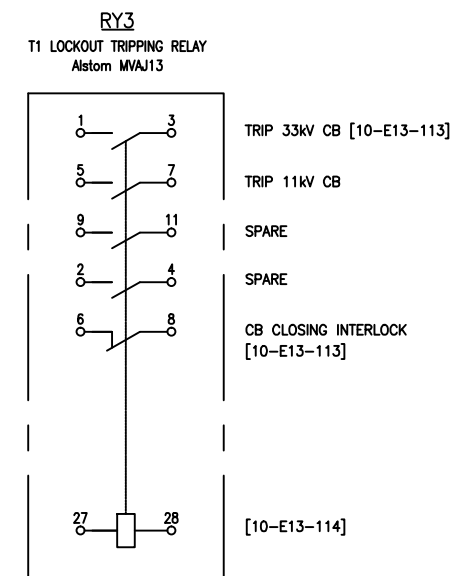 RY3
T1 LOCKOUT TRIPPING RELAY
Alstom MVAJ13
1 3 TRIP 33kV CB [10-E13-113]
5 7 TRIP 11kV CB
9 11 SPARE
2 4 SPARE
6 8 CB CLOSING INTERLOCK
[10-E13-113]
27 28 [10-E13-114]